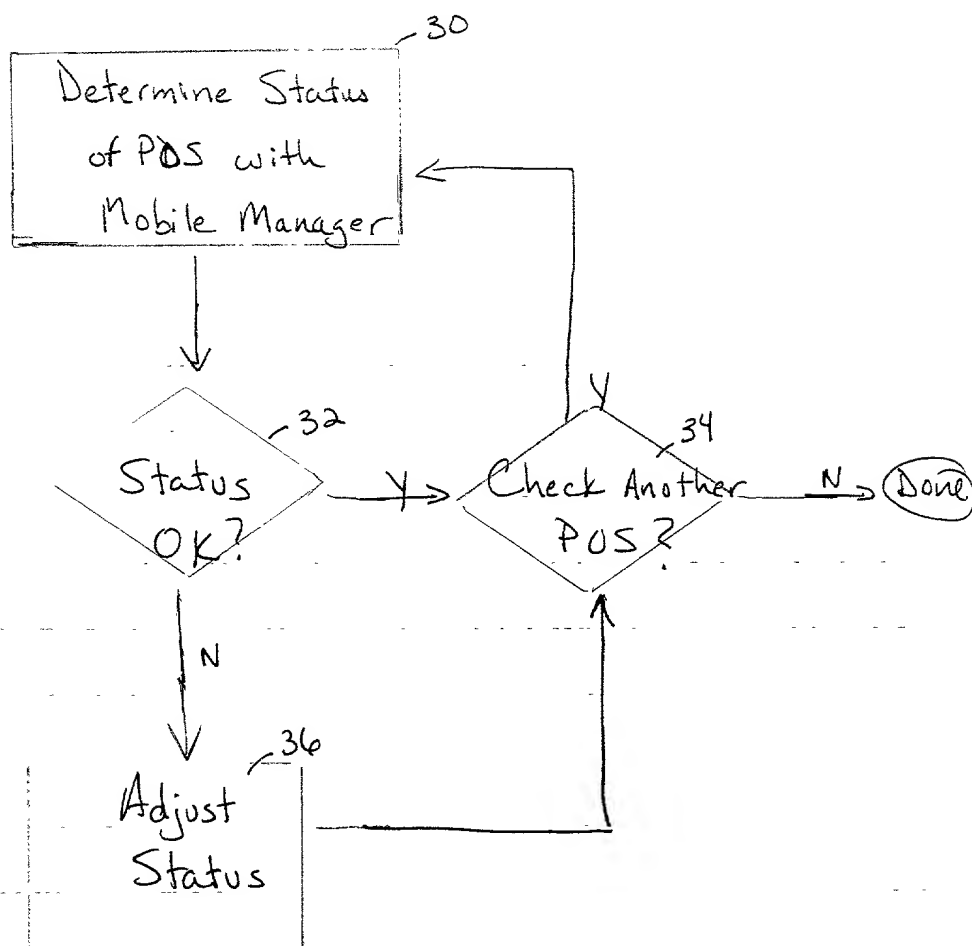 30
Determine Status
of POS with
Mobile Manager
32
Status
OK?
Y
34
Y
Check Another
POS?
N
Done
N
36
Adjust
Status